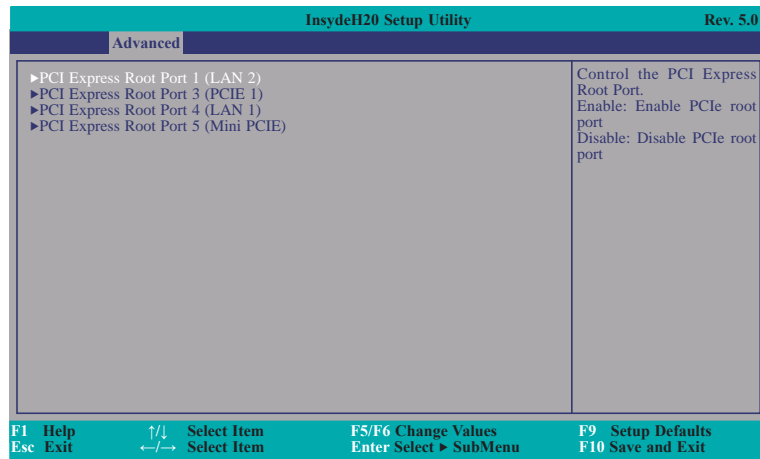 InsydeH20 Setup Utility Rev. 5.0
Advanced
▶PCI Express Root Port 1 (LAN 2)
▶PCI Express Root Port 3 (PCIE 1)
▶PCI Express Root Port 4 (LAN 1)
▶PCI Express Root Port 5 (Mini PCIE)
Control the PCI Express
Root Port.
Enable: Enable PCIe root
port
Disable: Disable PCIe root
port
F1 Help ↑/↓ Select Item F5/F6 Change Values F9 Setup Defaults
Esc Exit ←/→ Select Item Enter Select ▶ SubMenu F10 Save and Exit